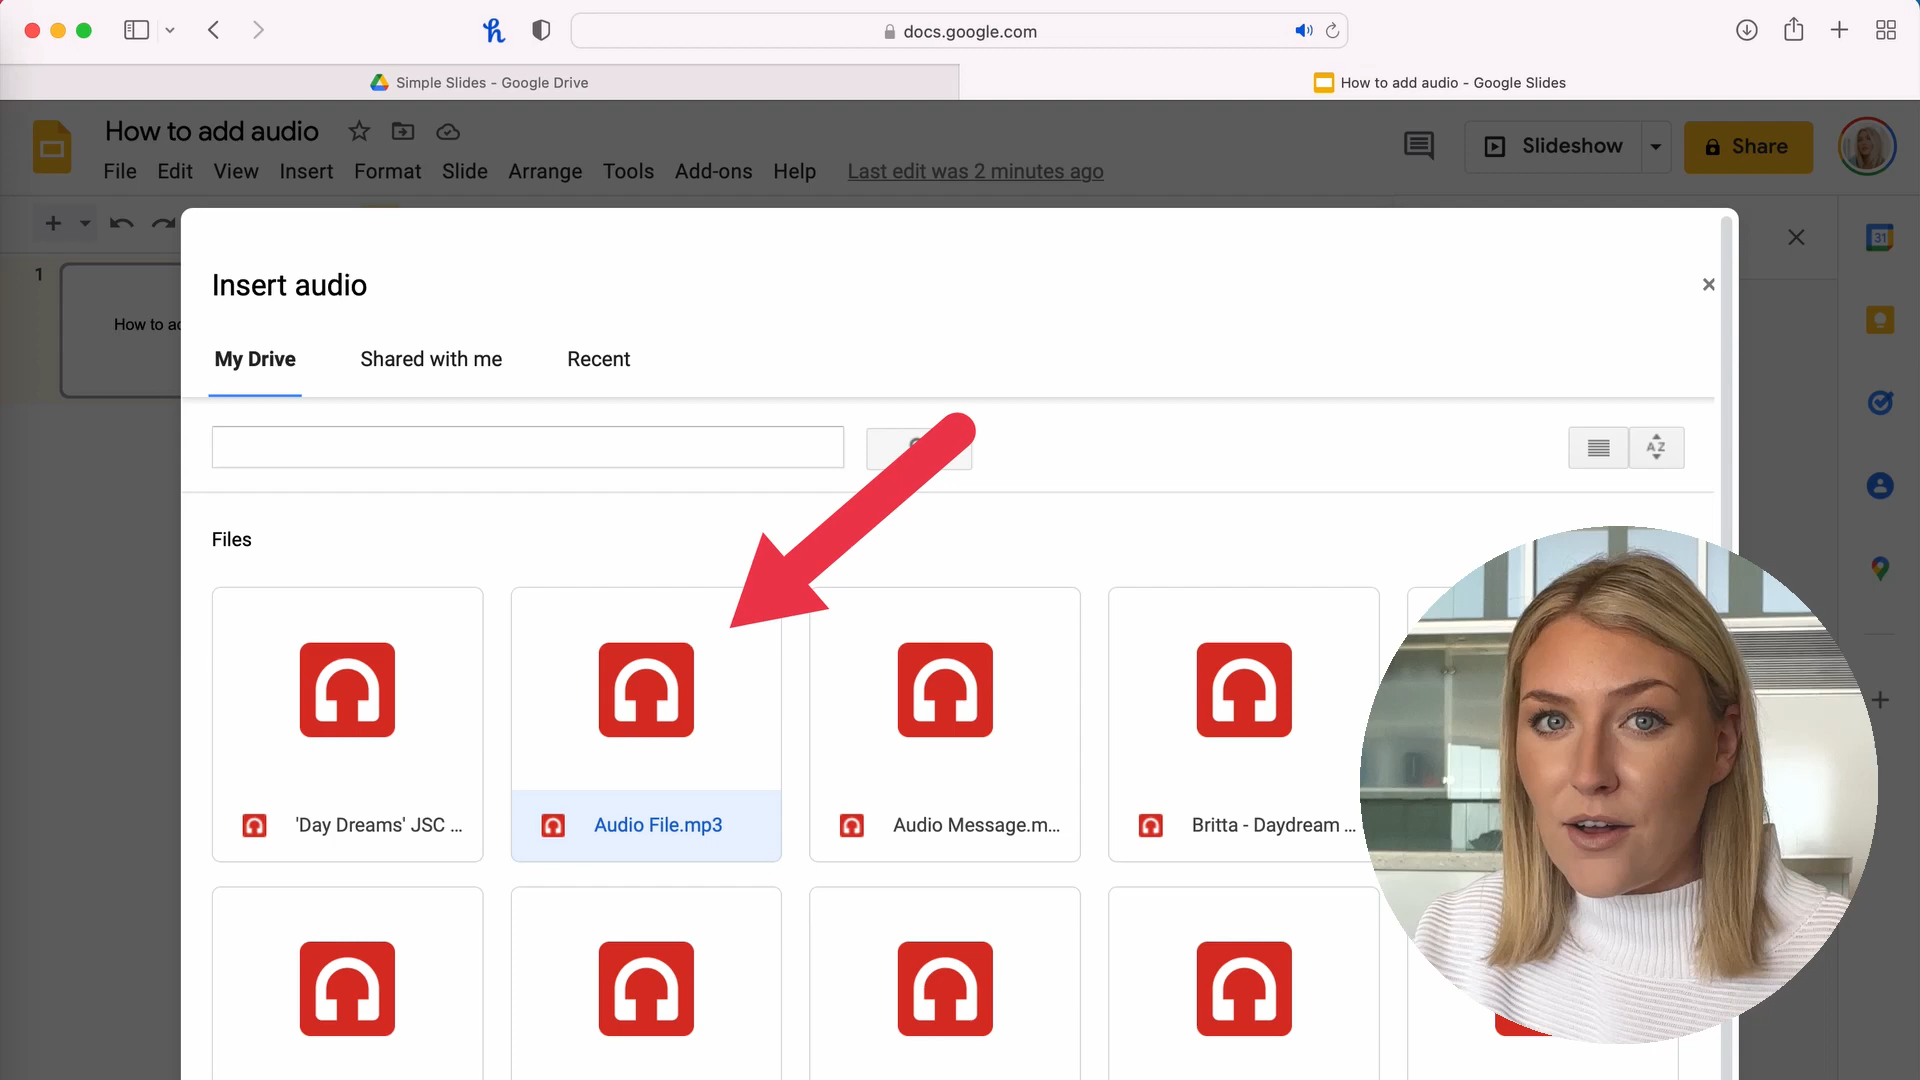 docs.google.com
Simple Slides - Google Drive
How to add audio - Google Slides
How to add audio
Slideshow
Share
File Edit View Insert Format Slide Arrange Tools Add-ons Help Last edit was 2 minutes ago
31
1
Insert audio
How to ad
My Drive Shared with me Recent
AZ
Files
'Day Dreams' JSC ...
Audio File.mp3
Audio Message.m...
Britta - Daydream ...